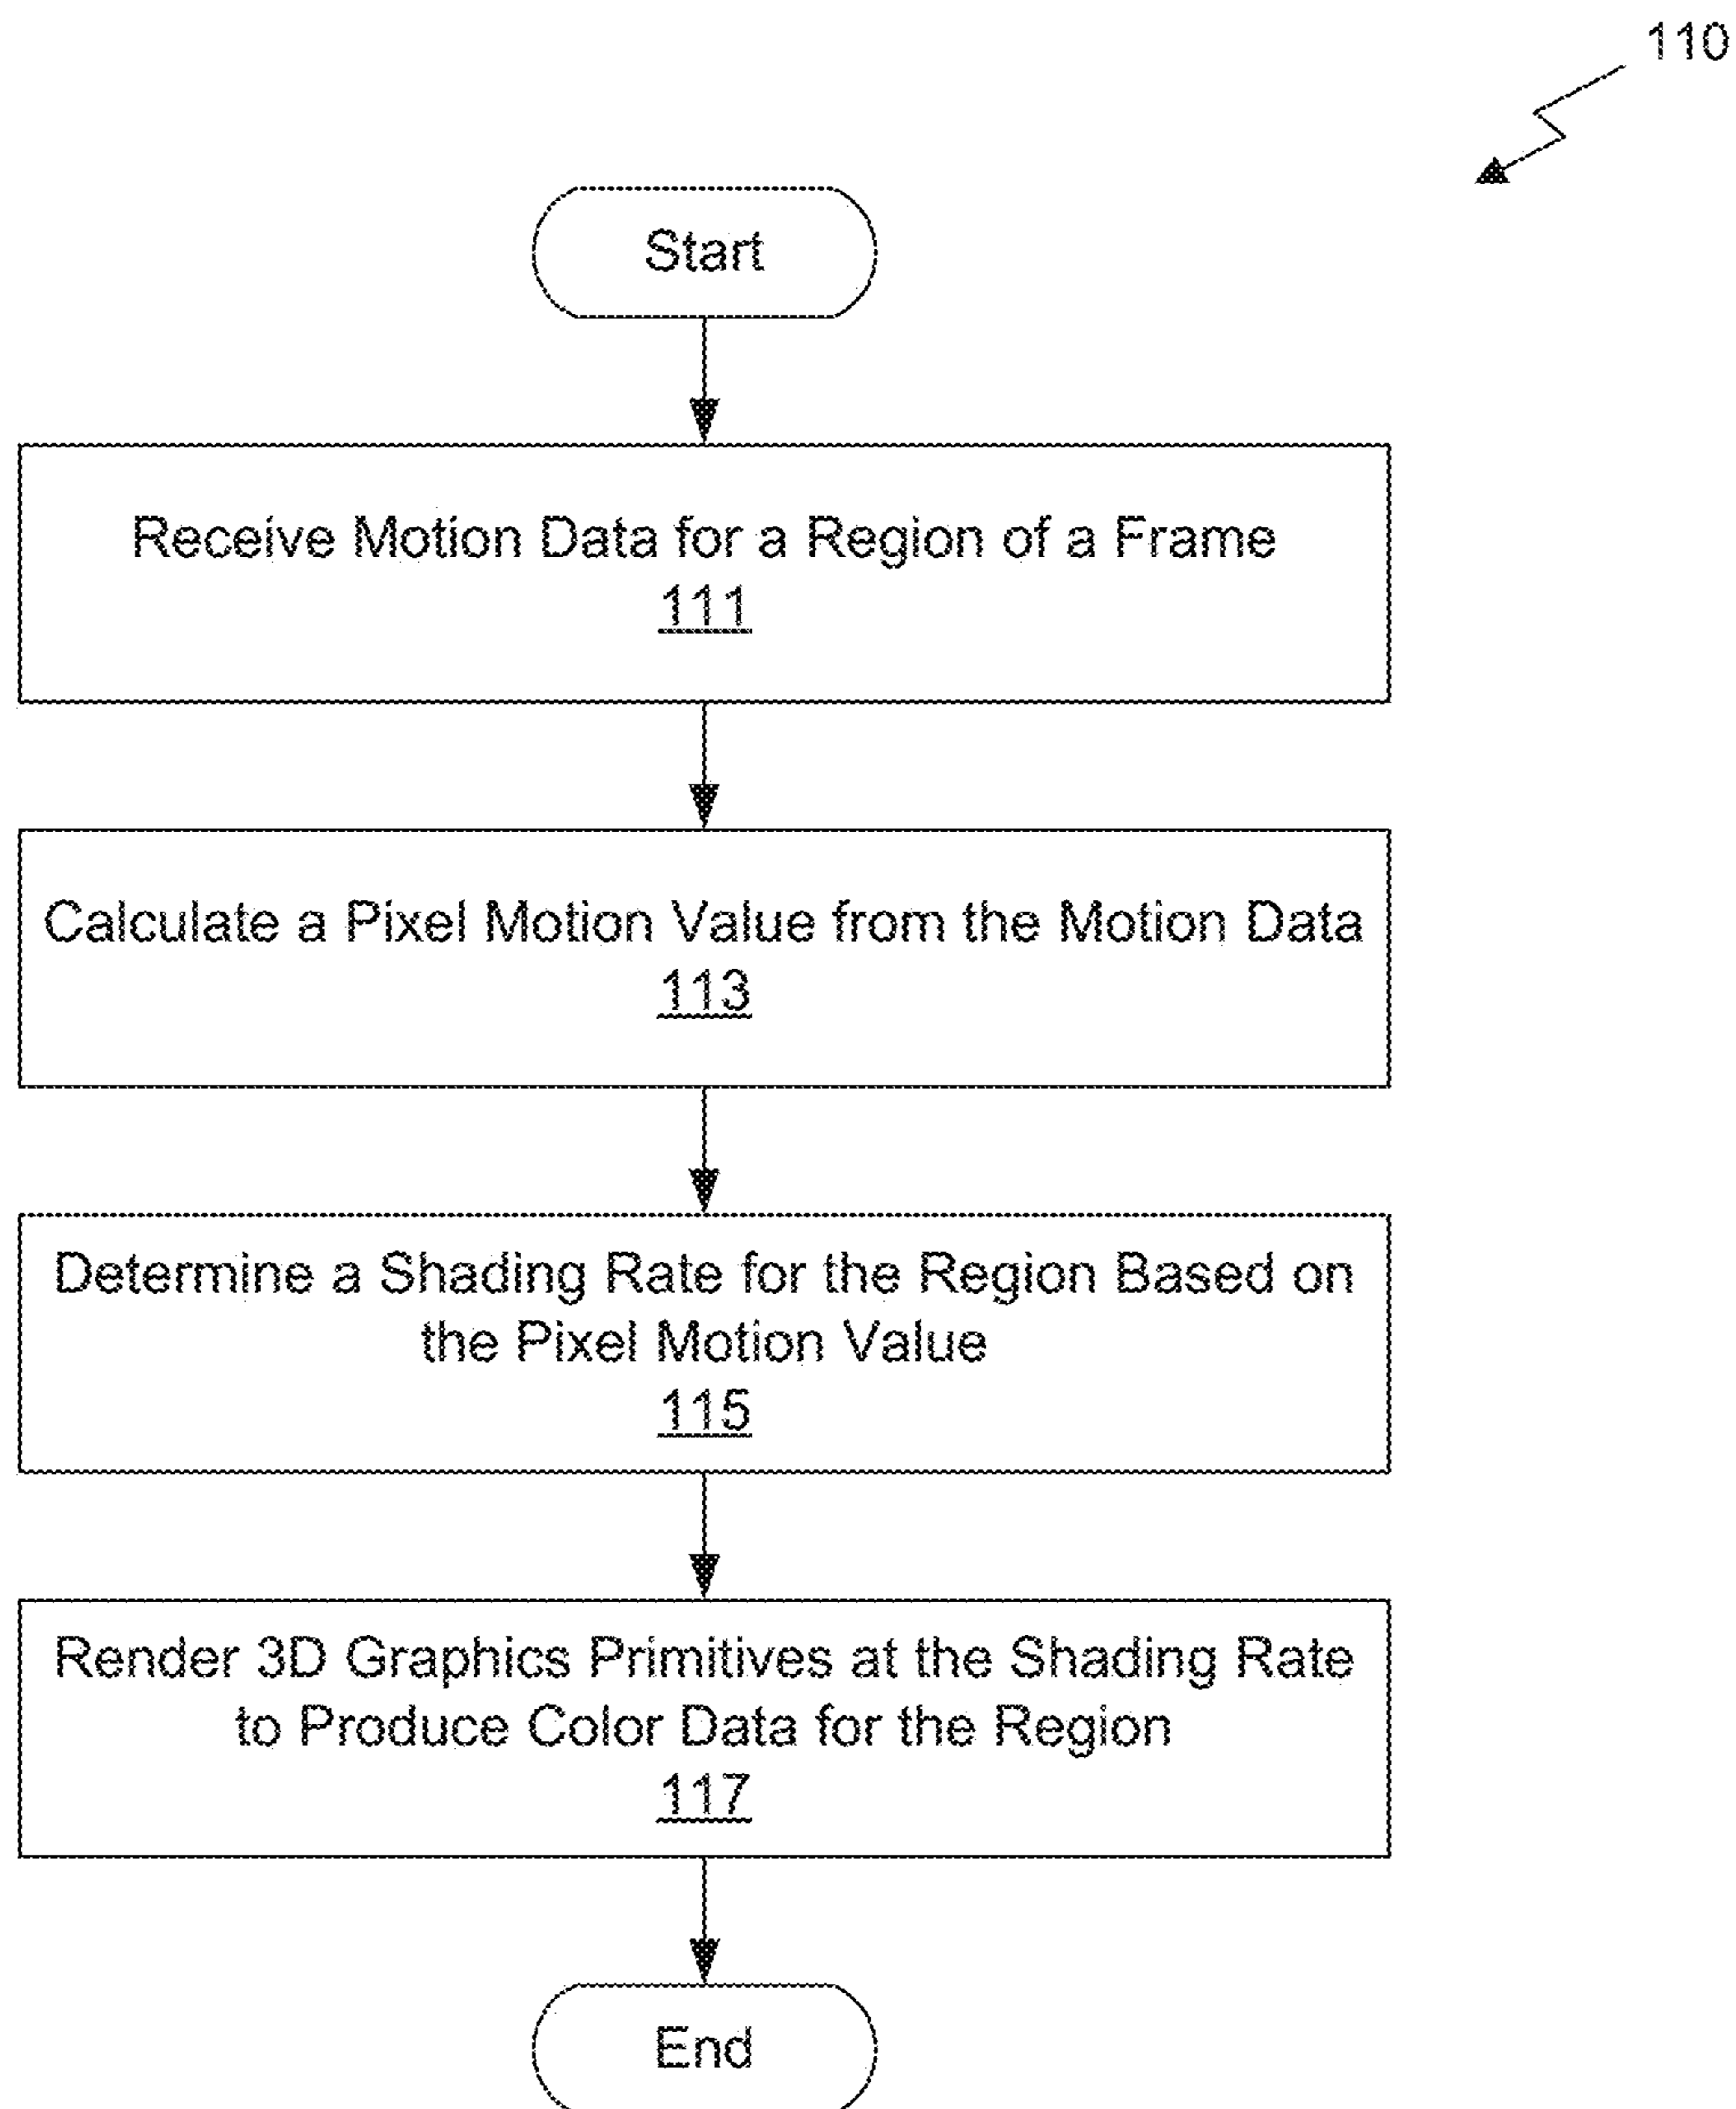 110
Start
Receive Motion Data for a Region of a Frame
111
Calculate a Pixel Motion Value from the Motion Data
113
Determine a Shading Rate for the Region Based on
the Pixel Motion Value
115
Render 3D Graphics Primitives at the Shading Rate
to Produce Color Data for the Region
117
End